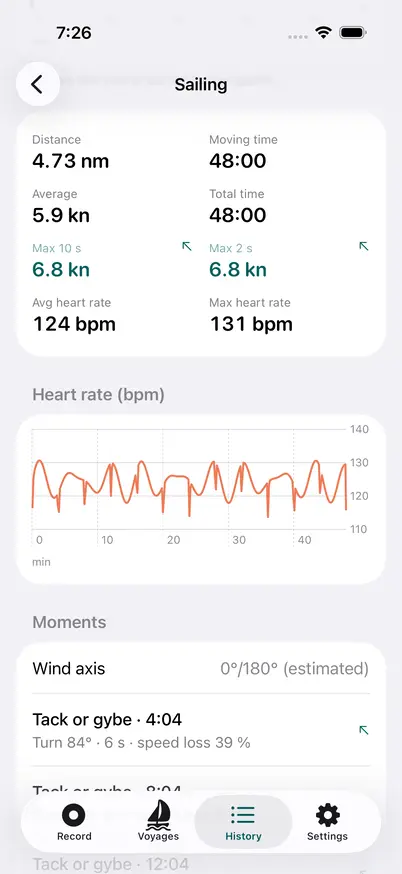 7:26
Sailing
Distance
4.73 nm
Moving time
48:00
Average
5.9 kn
Total time
48:00
Max 10 s
6.8 kn
Max 2 s
6.8 kn
Avg heart rate
124 bpm
Max heart rate
131 bpm
Heart rate (bpm)
140
130
120
110
0 10 20 30 40
min
Moments
Wind axis 0°/180° (estimated)
Tack or gybe · 4:04
Turn 84° · 6 s · speed loss 39 %
Tack or gybe · 8:04
Record Voyages History Settings
Tack or gybe · 12:04